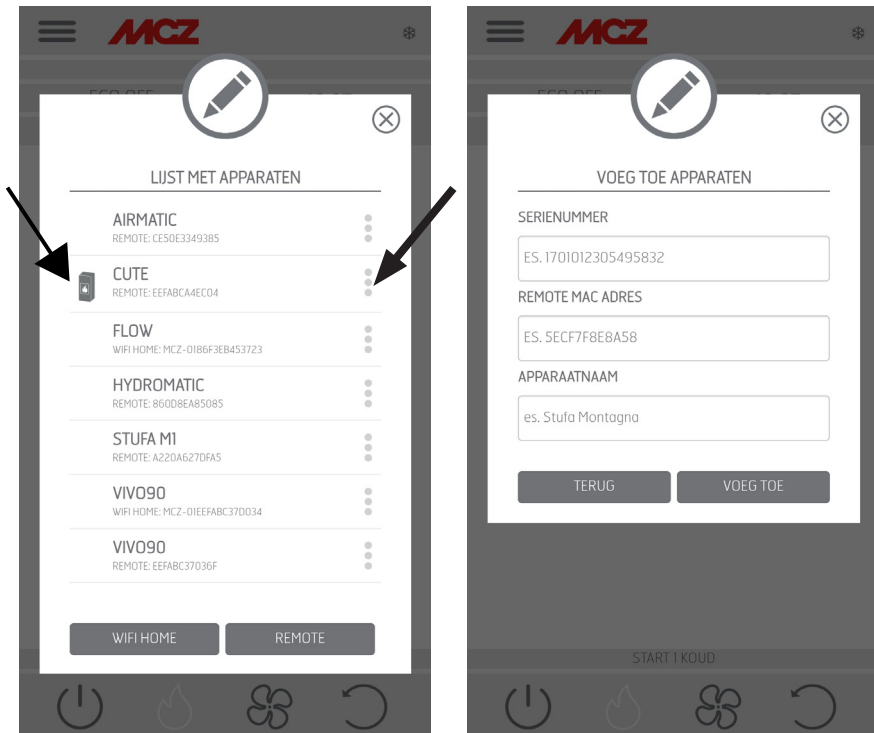 MCZ
LIJST MET APPARATEN
AIRMATIC
REMOTE: CE50E3349385
CUTE
REMOTE: EEFABCA4EC04
FLOW
WIFI HOME: MCZ-0186F3EB453723
HYDROMATIC
REMOTE: 860D8EA85085
STUFA M1
REMOTE: A220A627DFA5
VIVO90
WIFI HOME: MCZ-01EEFABC37D034
VIVO90
REMOTE: EEFABC37036F
WIFI HOME
REMOTE
MCZ
VOEG TOE APPARATEN
SERIENUMMER
ES. 1701012305495832
REMOTE MAC ADRES
ES. 5ECF7F8E8A58
APPARAATNAAM
es. Stufa Montagna
TERUG
VOEG TOE
START 1 KOUD